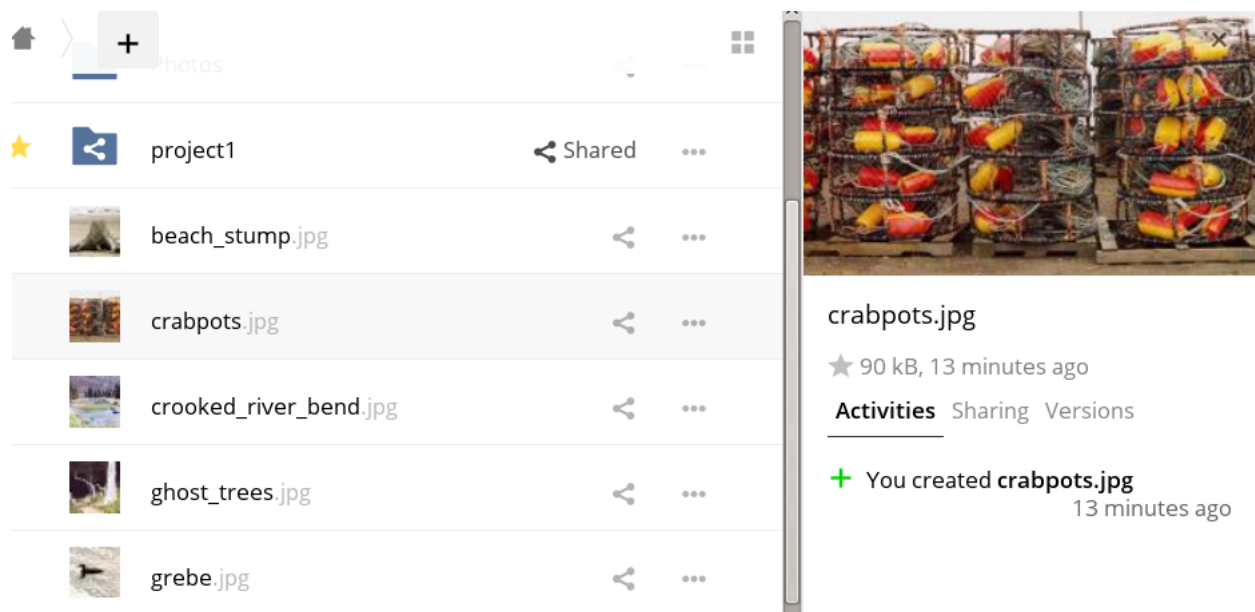 +
Photos
project1
Shared
beach_stump.jpg
crabpots.jpg
crooked_river_bend.jpg
ghost_trees.jpg
grebe.jpg
crabpots.jpg
90 kB, 13 minutes ago
Activities Sharing Versions
You created crabpots.jpg
13 minutes ago